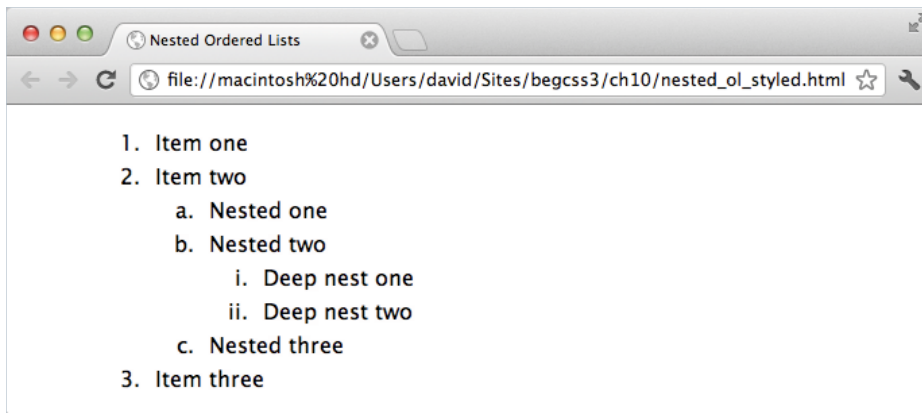 Nested Ordered Lists
file://macintosh%20hd/Users/david/Sites/begcss3/ch10/nested_ol_styled.html
1. Item one
2. Item two
a. Nested one
b. Nested two
i. Deep nest one
ii. Deep nest two
c. Nested three
3. Item three